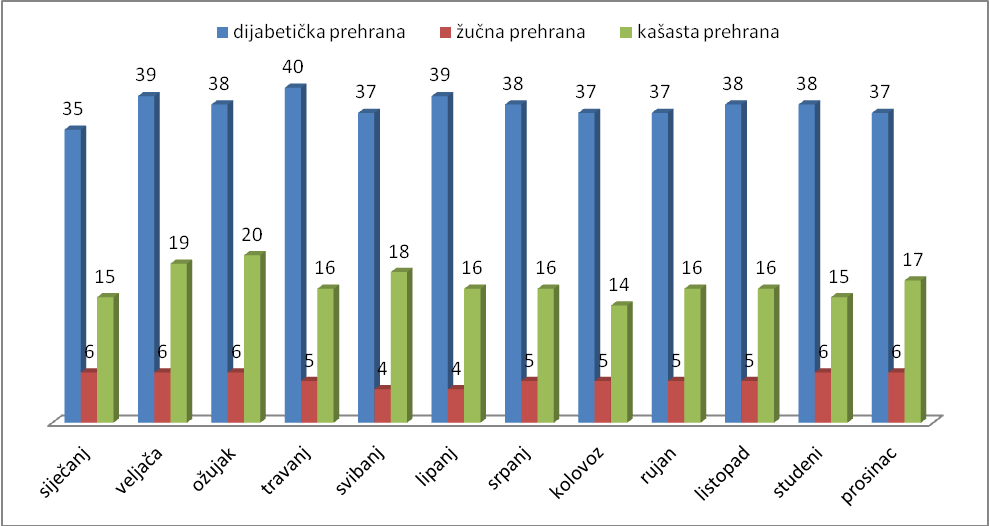 dijabetička prehrana žučna prehrana kašasta prehrana
35 39 38 40 37 39 38 37 37 38 38 37
6 6 6 5 4 4 5 5 5 5 6 6
15 19 20 16 18 16 16 14 16 16 15 17
siječanj veljača ožujak travanj svibanj lipanj srpanj kolovoz rujan listopad studeni prosinac